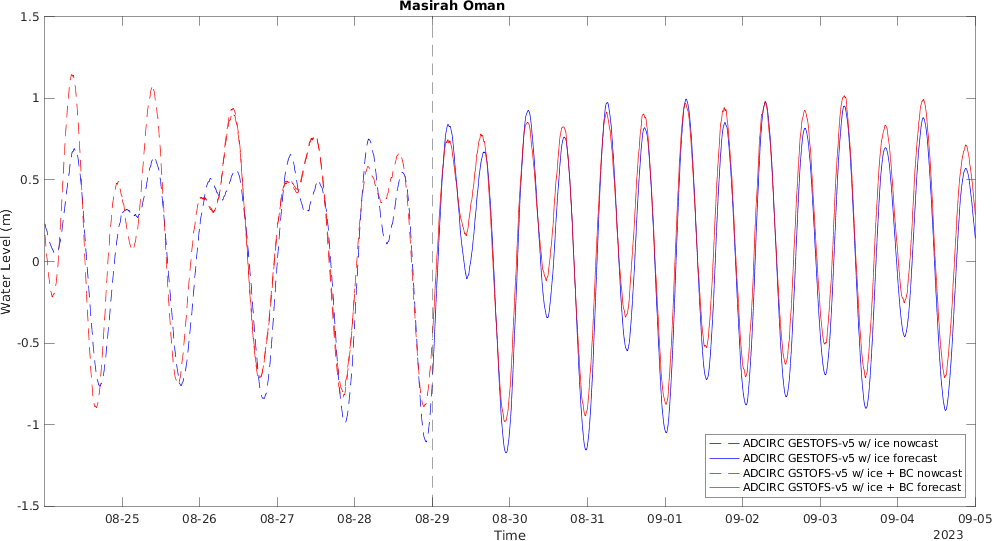 Masirah Oman
1.5
1
0.5
0
-0.5
-1
-1.5
Water Level (m)
08-25 08-26 08-27 08-28 08-29 08-30 08-31 09-01 09-02 09-03 09-04 09-05
Time
2023
ADCIRC GESTOFS-v5 w/ ice nowcast
ADCIRC GESTOFS-v5 w/ ice forecast
ADCIRC GSTOFS-v5 w/ ice + BC nowcast
ADCIRC GSTOFS-v5 w/ ice + BC forecast